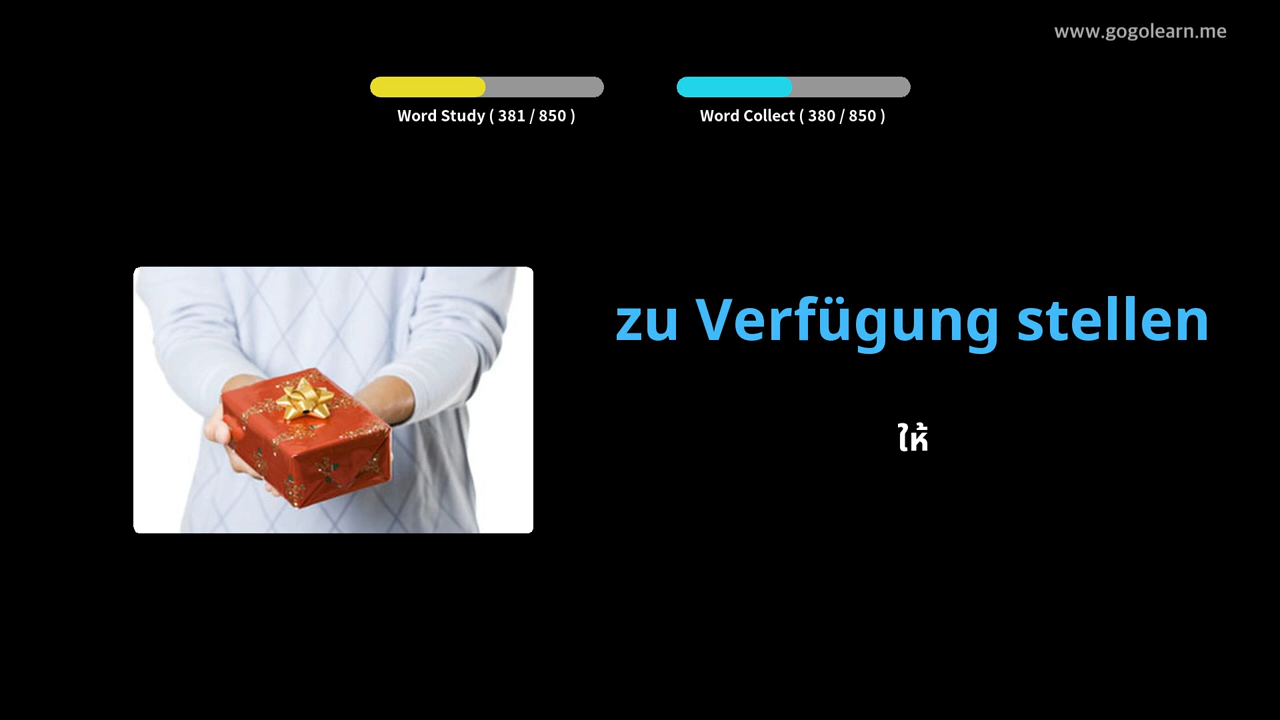 www.gogolearn.me
Word Study ( 381 / 850 )
Word Collect ( 380 / 850 )
zu Verfügung stellen
ให้